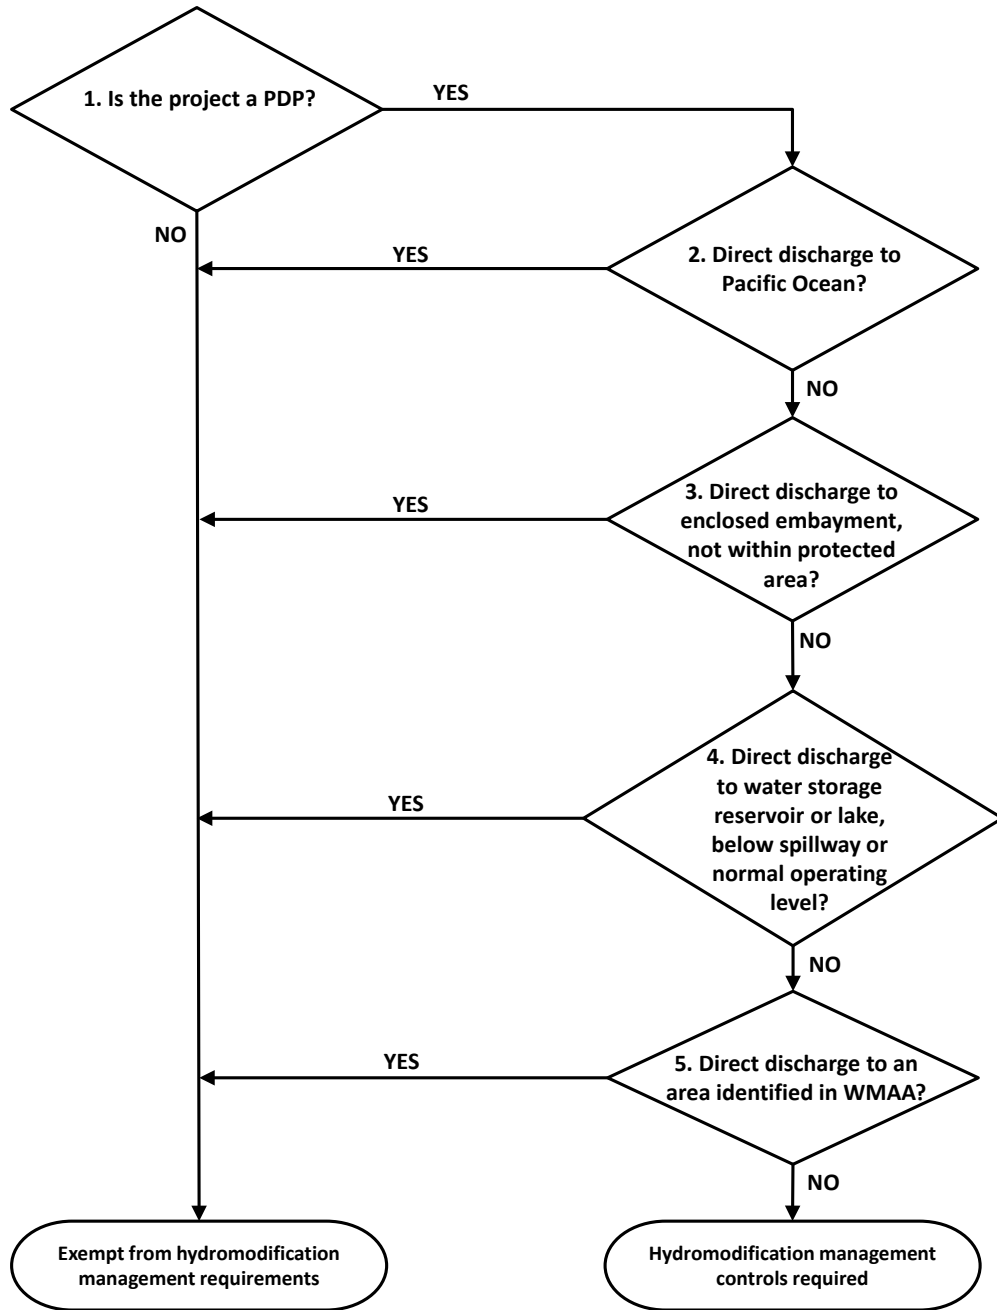 1. Is the project a PDP?
YES
NO
YES
2. Direct discharge to
Pacific Ocean?
NO
YES
3. Direct discharge to
enclosed embayment,
not within protected
area?
NO
YES
4. Direct discharge
to water storage
reservoir or lake,
below spillway or
normal operating
level?
NO
YES
5. Direct discharge to an
area identified in WMAA?
NO
Exempt from hydromodification
management requirements
Hydromodification management
controls required